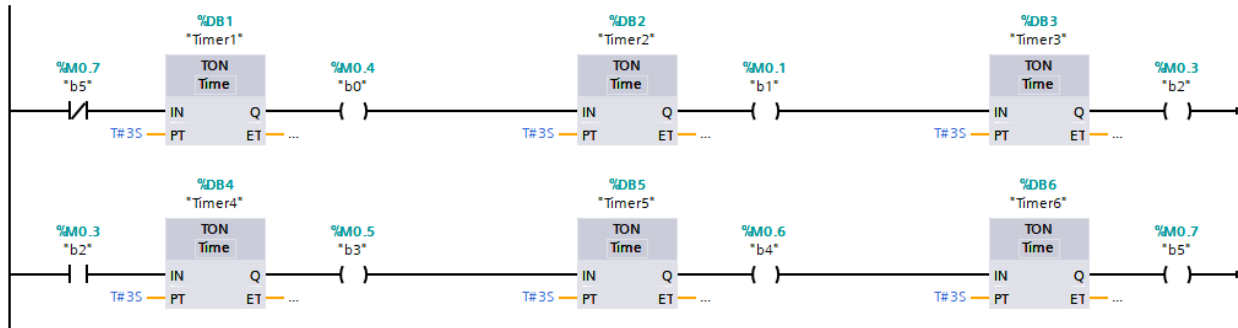 %DB1 %DB2 %DB3
"Timer1" "Timer2" "Timer3"
%M0.7 TON %M0.4 TON %M0.1 TON %M0.3
"b5" Time "b0" Time "b1" Time "b2"
IN Q IN Q IN Q
T#3S PT ET ... T#3S PT ET ... T#3S PT ET ...
%DB4 %DB5 %DB6
"Timer4" "Timer5" "Timer6"
%M0.3 TON %M0.5 TON %M0.6 TON %M0.7
"b2" Time "b3" Time "b4" Time "b5"
IN Q IN Q IN Q
T#3S PT ET ... T#3S PT ET ... T#3S PT ET ...